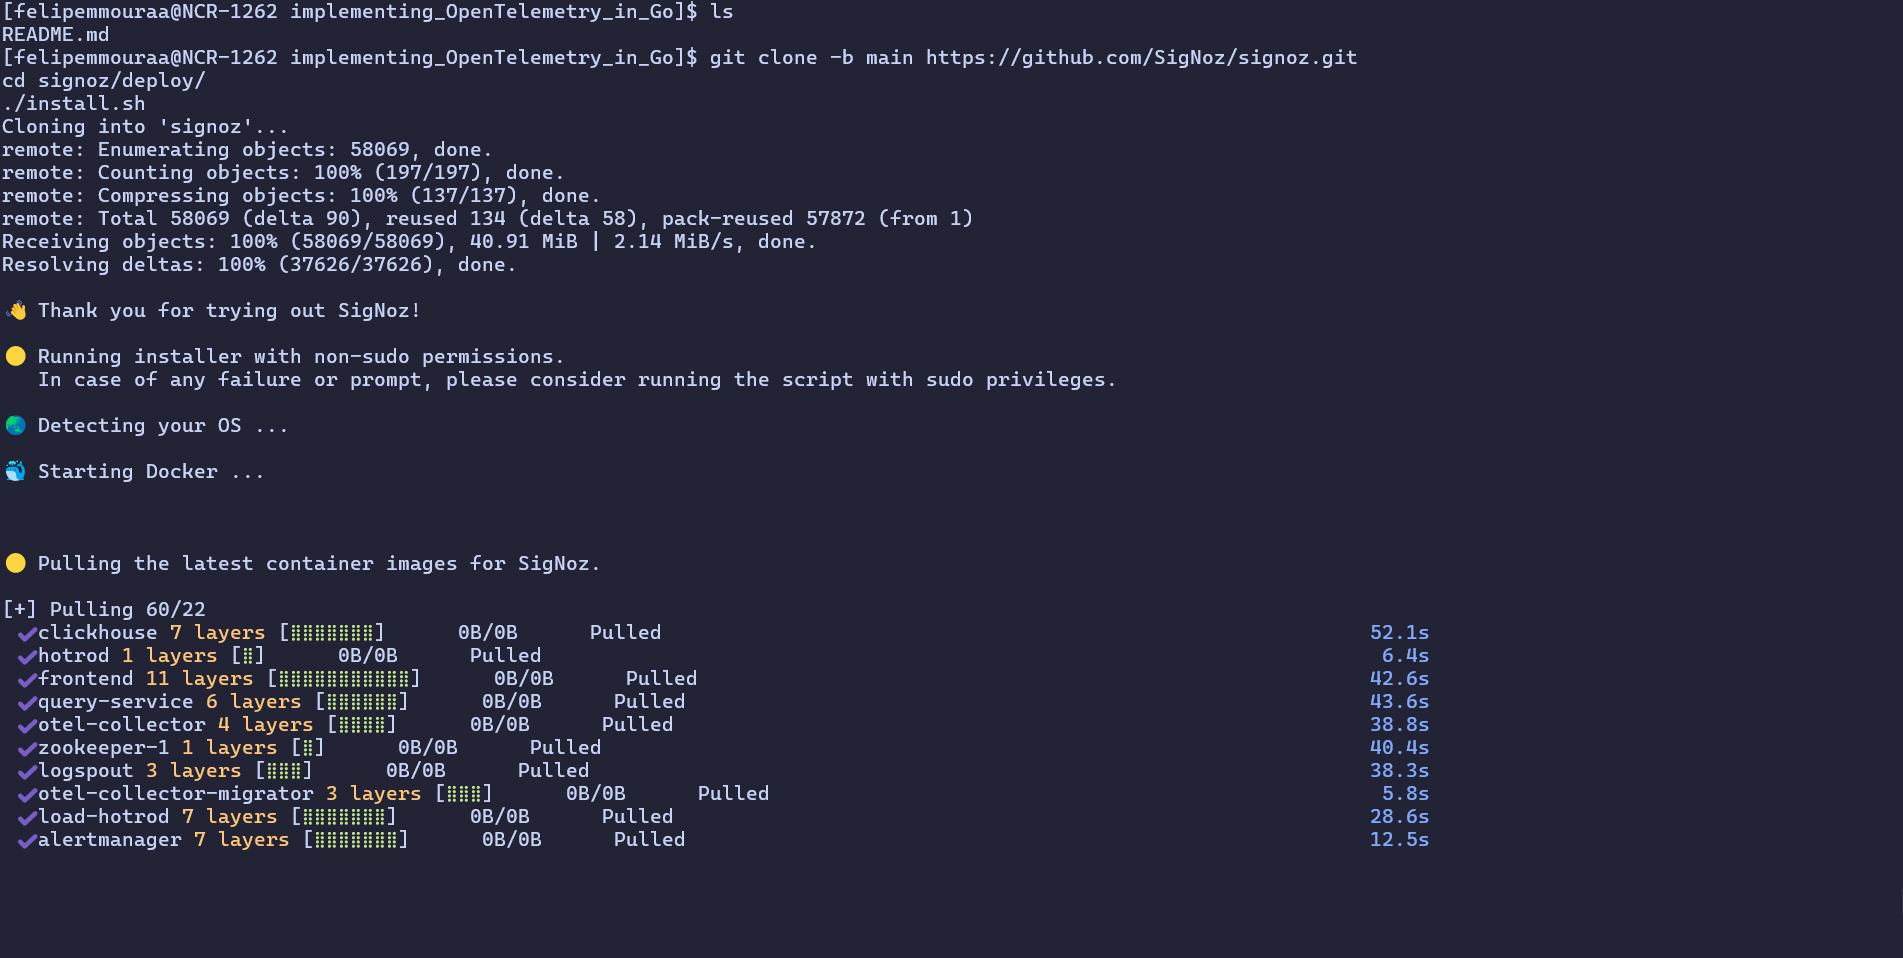 [felipemmouraa@NCR-1262 implementing_OpenTelemetry_in_Go]$ ls
README.md
[felipemmouraa@NCR-1262 implementing_OpenTelemetry_in_Go]$ git clone -b main https://github.com/SigNoz/signoz.git
cd signoz/deploy/
./install.sh
Cloning into 'signoz'...
remote: Enumerating objects: 58069, done.
remote: Counting objects: 100% (197/197), done.
remote: Compressing objects: 100% (137/137), done.
remote: Total 58069 (delta 90), reused 134 (delta 58), pack-reused 57872 (from 1)
Receiving objects: 100% (58069/58069), 40.91 MiB | 2.14 MiB/s, done.
Resolving deltas: 100% (37626/37626), done.
👋 Thank you for trying out SigNoz!
🟡 Running installer with non-sudo permissions.
In case of any failure or prompt, please consider running the script with sudo privileges.
🌏 Detecting your OS ...
🐳 Starting Docker ...
🟡 Pulling the latest container images for SigNoz.
[+] Pulling 60/22
✔clickhouse 7 layers [⣿⣿⣿⣿⣿⣿⣿] 0B/0B Pulled 52.1s
✔hotrod 1 layers [⣿] 0B/0B Pulled 6.4s
✔frontend 11 layers [⣿⣿⣿⣿⣿⣿⣿⣿⣿⣿⣿] 0B/0B Pulled 42.6s
✔query-service 6 layers [⣿⣿⣿⣿⣿⣿] 0B/0B Pulled 43.6s
✔otel-collector 4 layers [⣿⣿⣿⣿] 0B/0B Pulled 38.8s
✔zookeeper-1 1 layers [⣿] 0B/0B Pulled 40.4s
✔logspout 3 layers [⣿⣿⣿] 0B/0B Pulled 38.3s
✔otel-collector-migrator 3 layers [⣿⣿⣿] 0B/0B Pulled 5.8s
✔load-hotrod 7 layers [⣿⣿⣿⣿⣿⣿⣿] 0B/0B Pulled 28.6s
✔alertmanager 7 layers [⣿⣿⣿⣿⣿⣿⣿] 0B/0B Pulled 12.5s